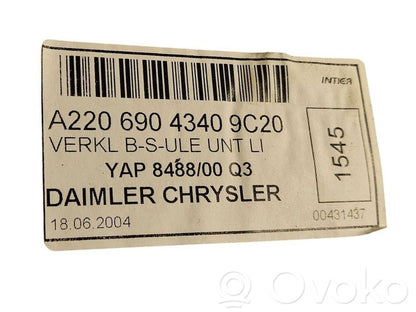 INTIER
A220 690 4340 9C20
VERKL B-S-ULE UNT LI
YAP 8488/00 Q3
1545
DAIMLER CHRYSLER
18.06.2004
00431437
Ovoko